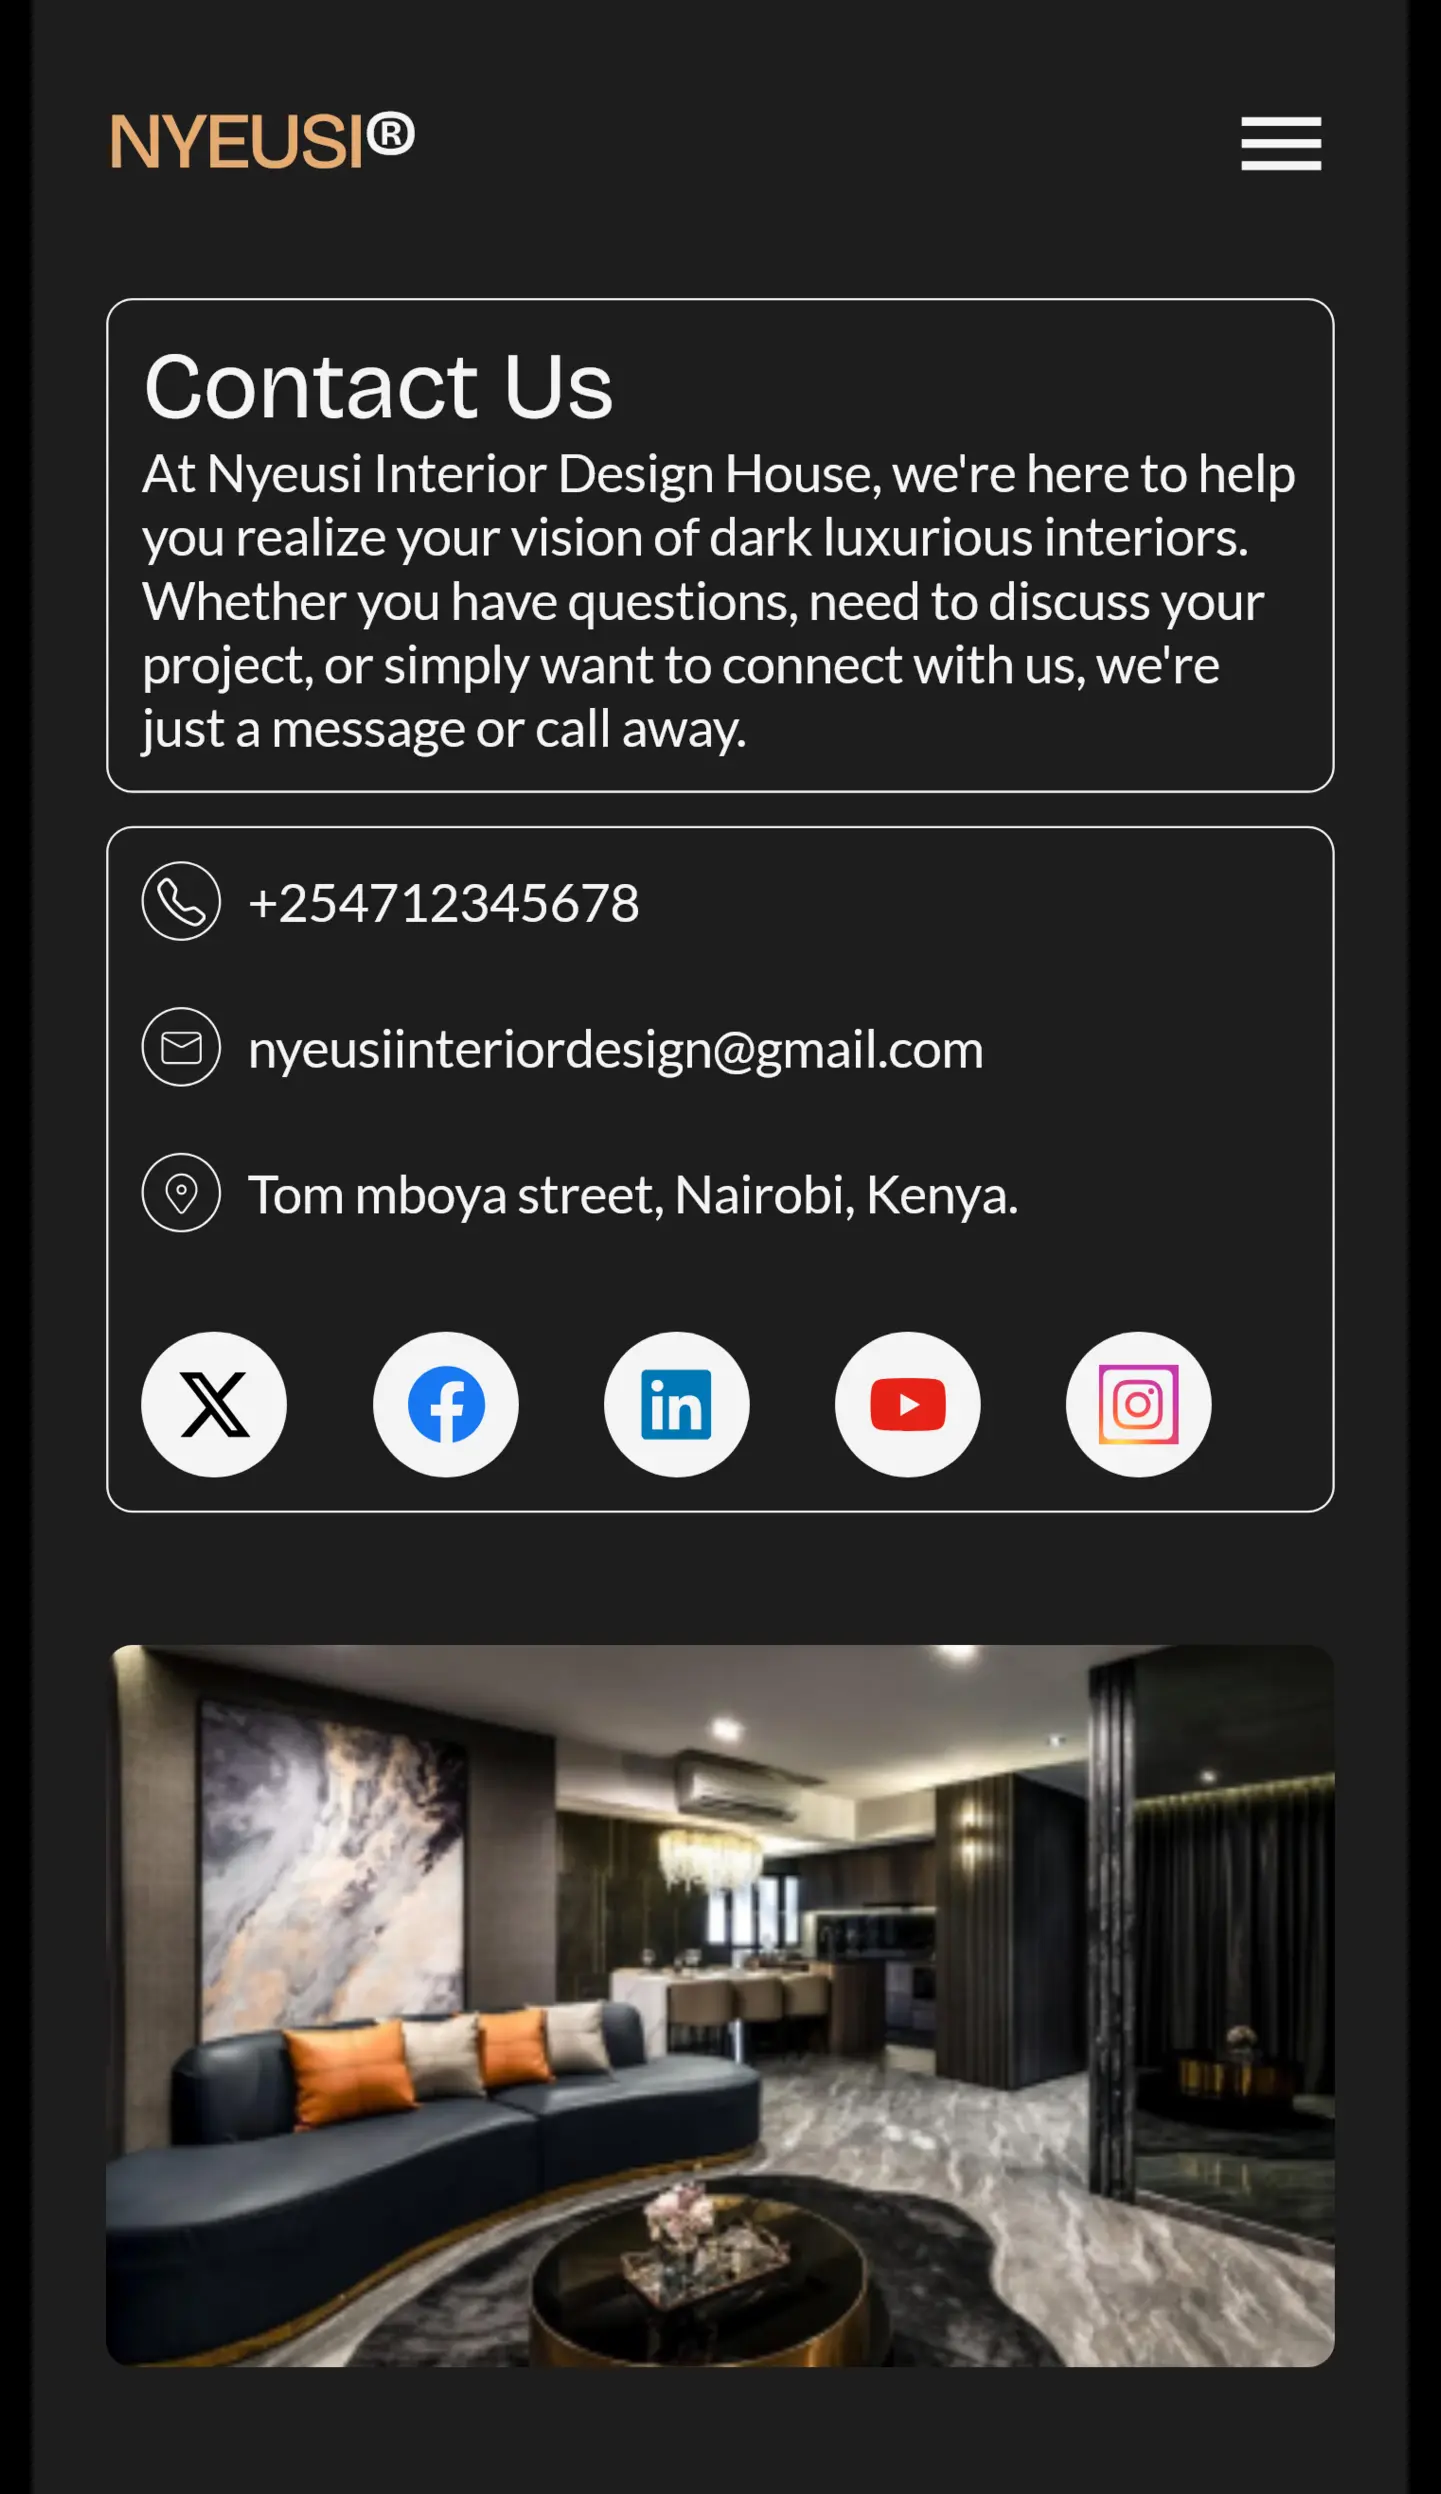 NYEUSI®
Contact Us
At Nyeusi Interior Design House, we're here to help
you realize your vision of dark luxurious interiors.
Whether you have questions, need to discuss your
project, or simply want to connect with us, we're
just a message or call away.
+254712345678
nyeusiinteriordesign@gmail.com
Tom mboya street, Nairobi, Kenya.